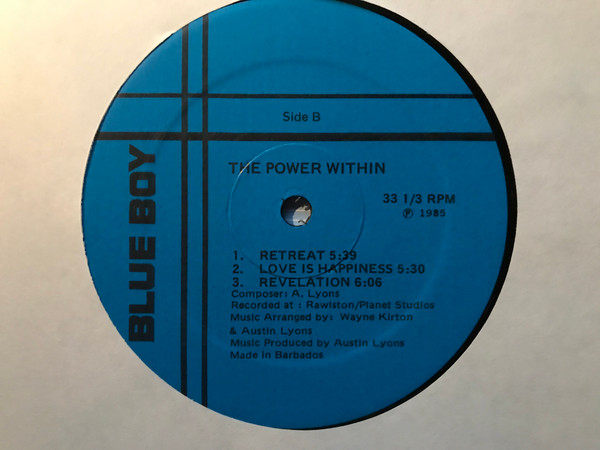 BLUE BOY
Side B
THE POWER WITHIN
33 1/3 RPM
℗ 1985
1. RETREAT 5:39
2. LOVE IS HAPPINESS 5:30
3. REVELATION 6:06
Composer: A. Lyons
Recorded at : Rawlston/Planet Studios
Music Arranged by: Wayne Kirton
& Austin Lyons
Music Produced by Austin Lyons
Made in Barbados